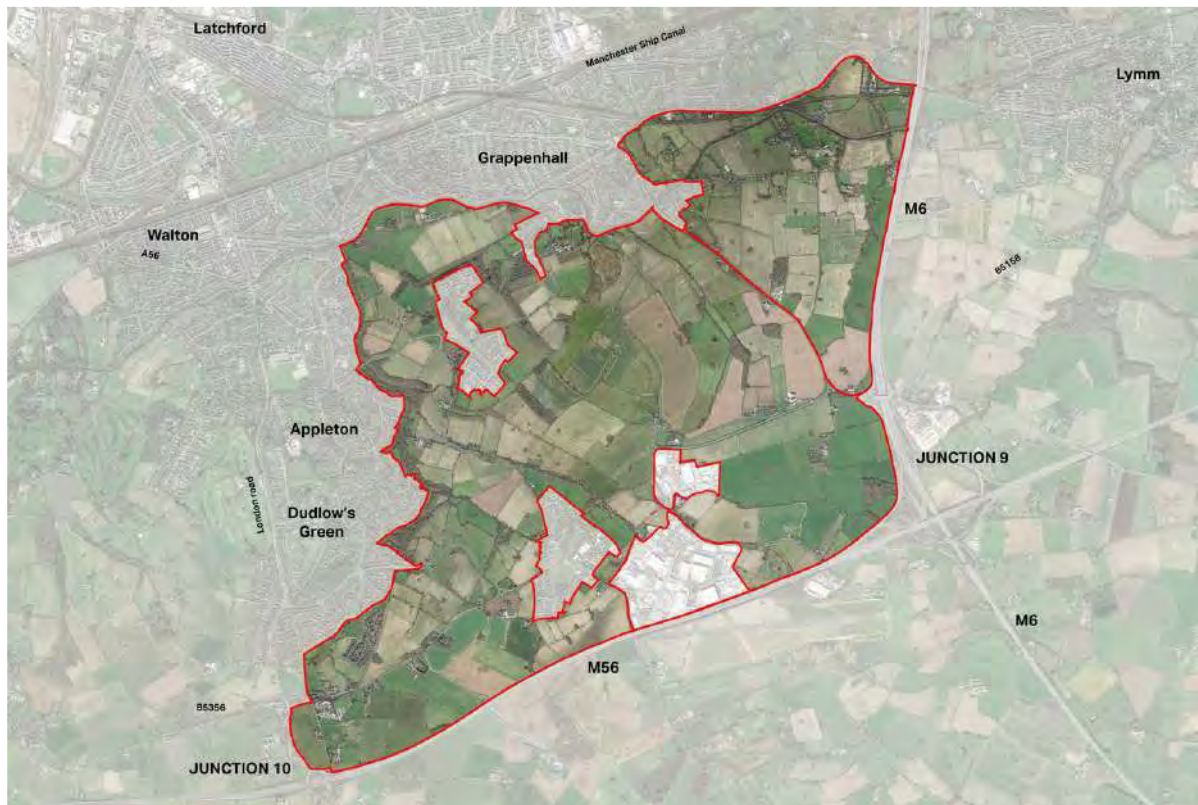 Latchford
Manchester Ship Canal
Lymm
Grappenhall
M6
Walton
A56
B5158
Appleton
JUNCTION 9
London road
Dudlow's
Green
M6
M56
B5356
JUNCTION 10